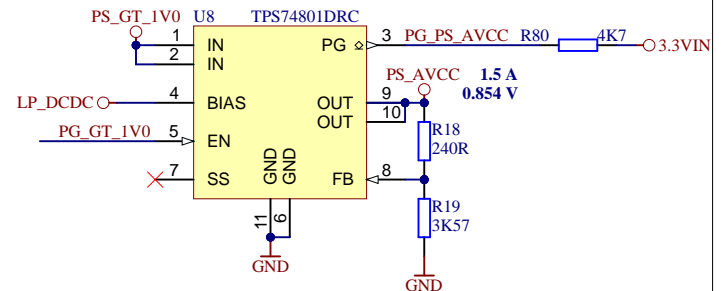 PS_GT_1V0
U8
TPS74801DRC
1
IN
2
IN
PG
3
PG_PS_AVCC
R80
4K7
3.3VIN
PS_AVCC
1.5 A
0.854 V
LP_DCDC
4
BIAS
OUT
9
OUT
10
PG_GT_1V0
5
EN
R18
240R
7
SS
GND
GND
FB
8
R19
3K57
11
6
GND
GND